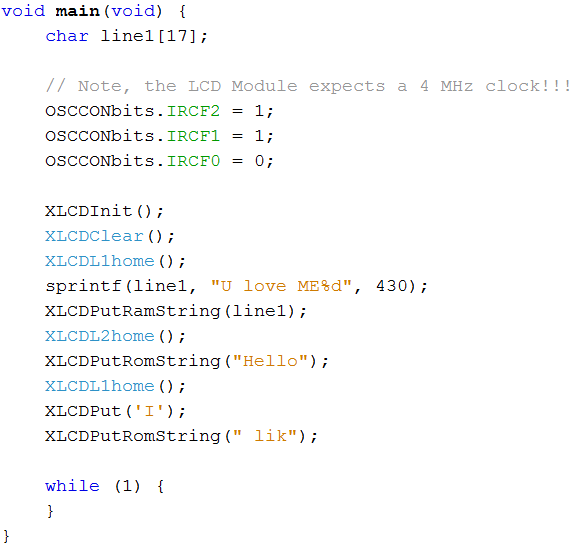 void main(void) {
    char line1[17];

    // Note, the LCD Module expects a 4 MHz clock!!!
    OSCCONbits.IRCF2 = 1;
    OSCCONbits.IRCF1 = 1;
    OSCCONbits.IRCF0 = 0;

    XLCDInit();
    XLCDClear();
    XLCDL1home();
    sprintf(line1, "U love ME%d", 430);
    XLCDPutRamString(line1);
    XLCDL2home();
    XLCDPutRomString("Hello");
    XLCDL1home();
    XLCDPut('I');
    XLCDPutRomString(" lik");

    while (1) {
    }
}